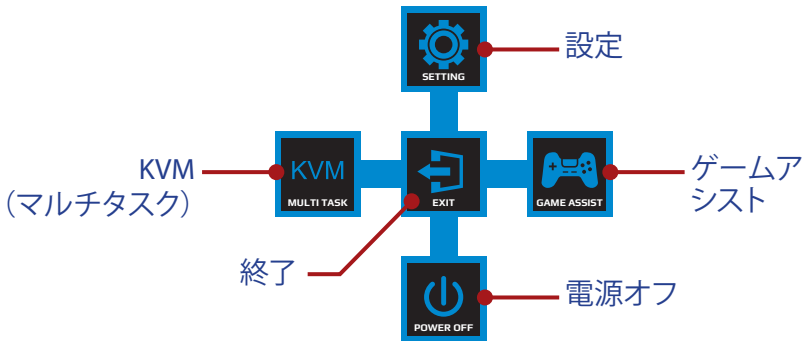 設定
SETTING
KVM
(マルチタスク)
KVM
MULTI TASK
EXIT
GAME ASSIST
ゲームア
シスト
終了
POWER OFF
電源オフ